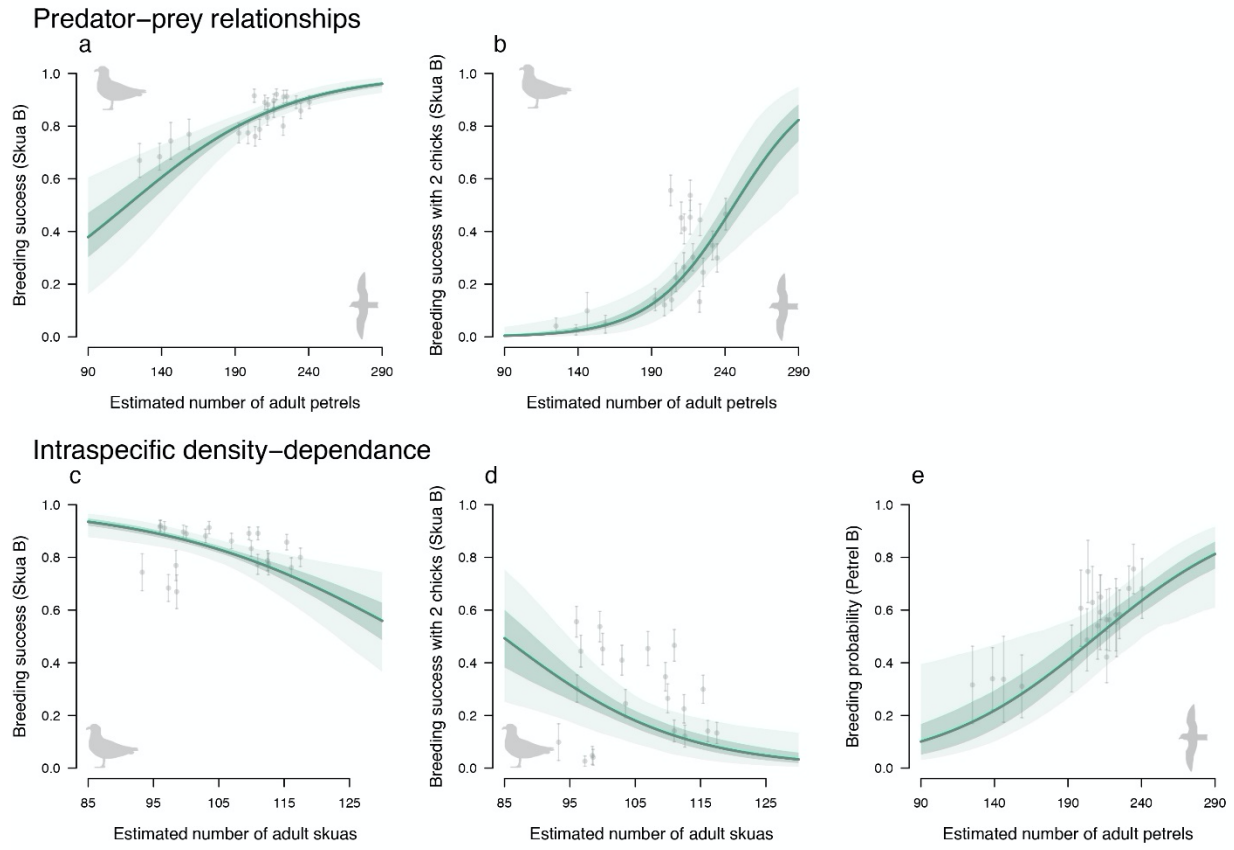 Predator−prey relationships
a
Breeding success (Skua B)
1.0
0.8
0.6
0.4
0.2
0.0
90 140 190 240 290
Estimated number of adult petrels
b
Breeding success with 2 chicks (Skua B)
1.0
0.8
0.6
0.4
0.2
0.0
90 140 190 240 290
Estimated number of adult petrels
Intraspecific density−dependance
c
Breeding success (Skua B)
1.0
0.8
0.6
0.4
0.2
0.0
85 95 105 115 125
Estimated number of adult skuas
d
Breeding success with 2 chicks (Skua B)
1.0
0.8
0.6
0.4
0.2
0.0
85 95 105 115 125
Estimated number of adult skuas
e
Breeding probability (Petrel B)
1.0
0.8
0.6
0.4
0.2
0.0
90 140 190 240 290
Estimated number of adult petrels